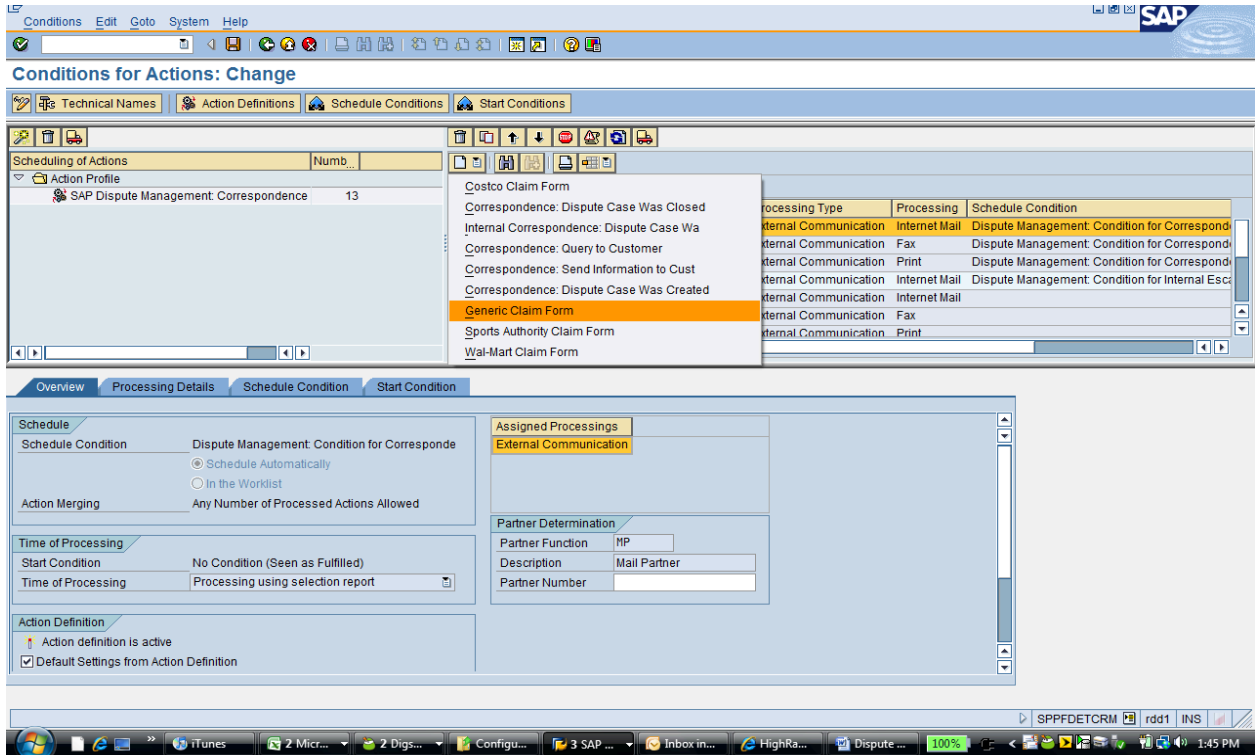 Conditions Edit Goto System Help
SAP
Conditions for Actions: Change
Technical Names Action Definitions Schedule Conditions Start Conditions
Scheduling of Actions Numb...
Action Profile
SAP Dispute Management: Correspondence 13
Costco Claim Form
Correspondence: Dispute Case Was Closed
Internal Correspondence: Dispute Case Wa
Correspondence: Query to Customer
Correspondence: Send Information to Cust
Correspondence: Dispute Case Was Created
Generic Claim Form
Sports Authority Claim Form
Wal-Mart Claim Form
rocessing Type Processing Schedule Condition
xternal Communication Internet Mail Dispute Management: Condition for Corresponde
xternal Communication Fax Dispute Management: Condition for Corresponde
xternal Communication Print Dispute Management: Condition for Corresponde
xternal Communication Internet Mail Dispute Management: Condition for Internal Esca
xternal Communication Internet Mail
xternal Communication Fax
xternal Communication Print
Overview Processing Details Schedule Condition Start Condition
Schedule
Schedule Condition Dispute Management: Condition for Corresponde
Schedule Automatically
In the Worklist
Action Merging Any Number of Processed Actions Allowed
Time of Processing
Start Condition No Condition (Seen as Fulfilled)
Time of Processing Processing using selection report
Action Definition
Action definition is active
Default Settings from Action Definition
Assigned Processings
External Communication
Partner Determination
Partner Function MP
Description Mail Partner
Partner Number
SPPFDETCRM rdd1 INS
iTunes 2 Micr... 2 Digs... Configu... 3 SAP ... Inbox in... HighRa... Dispute ... 100% 1:45 PM